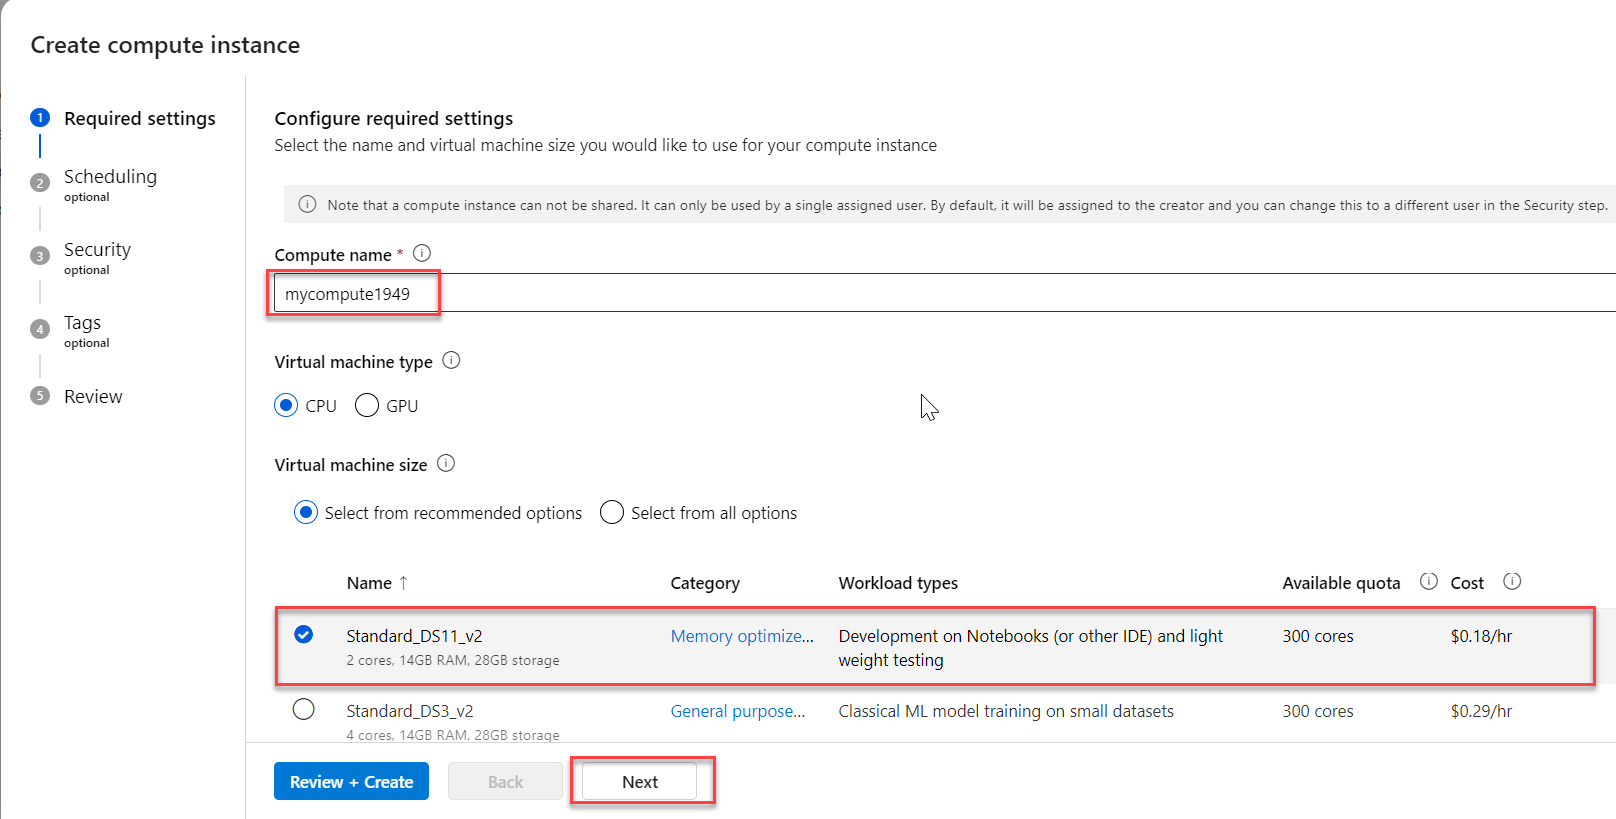 Create compute instance
1 Required settings
2 Scheduling
optional
3 Security
optional
4 Tags
optional
5 Review
Configure required settings
Select the name and virtual machine size you would like to use for your compute instance
Note that a compute instance can not be shared. It can only be used by a single assigned user. By default, it will be assigned to the creator and you can change this to a different user in the Security step.
Compute name *
mycompute1949
Virtual machine type
CPU GPU
Virtual machine size
Select from recommended options Select from all options
Name ↑ Category Workload types Available quota Cost
Standard_DS11_v2 Memory optimize... Development on Notebooks (or other IDE) and light 300 cores $0.18/hr
2 cores, 14GB RAM, 28GB storage weight testing
Standard_DS3_v2 General purpose... Classical ML model training on small datasets 300 cores $0.29/hr
4 cores, 14GB RAM, 28GB storage
Review + Create Back Next